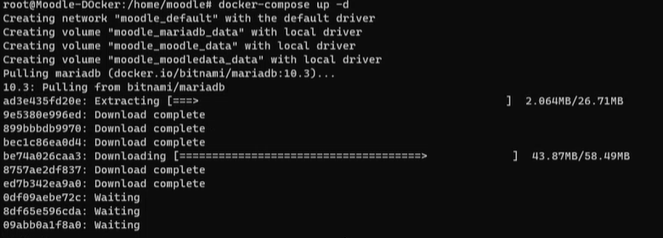 root@Moodle-DOcker:/home/moodle# docker-compose up -d
Creating network "moodle_default" with the default driver
Creating volume "moodle_mariadb_data" with local driver
Creating volume "moodle_moodle_data" with local driver
Creating volume "moodle_moodledata_data" with local driver
Pulling mariadb (docker.io/bitnami/mariadb:10.3)...
10.3: Pulling from bitnami/mariadb
ad3e435fd20e: Extracting [===>                                               ]  2.064MB/26.71MB
9e5380e996ed: Download complete
899bbbdb9970: Download complete
bec1c86ea0d4: Download complete
be74a026caa3: Downloading [=====================================>             ]  43.87MB/58.49MB
8757ae2df837: Download complete
ed7b342ea9a0: Download complete
0df09aebe72c: Waiting
8df65e596cda: Waiting
09abb0a1f8a0: Waiting